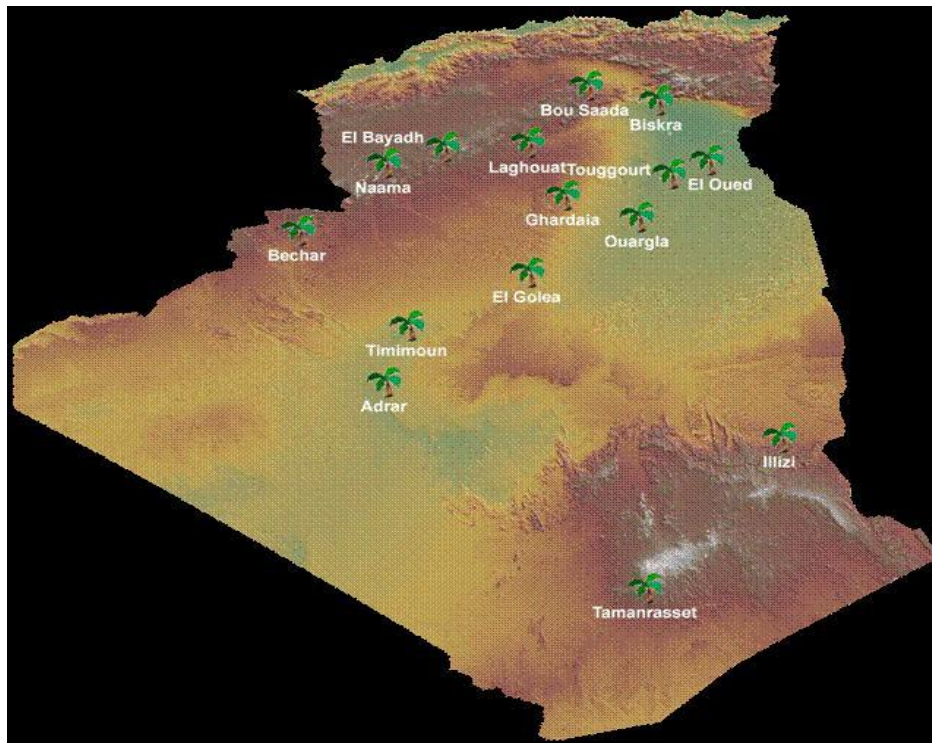 Bou Saada
Biskra
El Bayadh
Laghouat
Touggourt
El Oued
Naama
Ghardaia
Ouargla
Bechar
El Golea
Timimoun
Adrar
Illizi
Tamanrasset